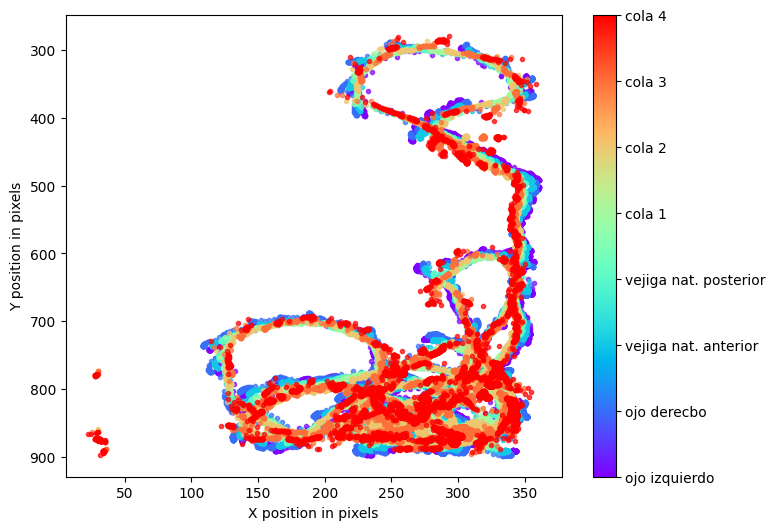 300
400
500
600
700
800
900
Y position in pixels
50
100
150
200
250
300
350
X position in pixels
cola 4
cola 3
cola 2
cola 1
vejiga nat. posterior
vejiga nat. anterior
ojo derecbo
ojo izquierdo